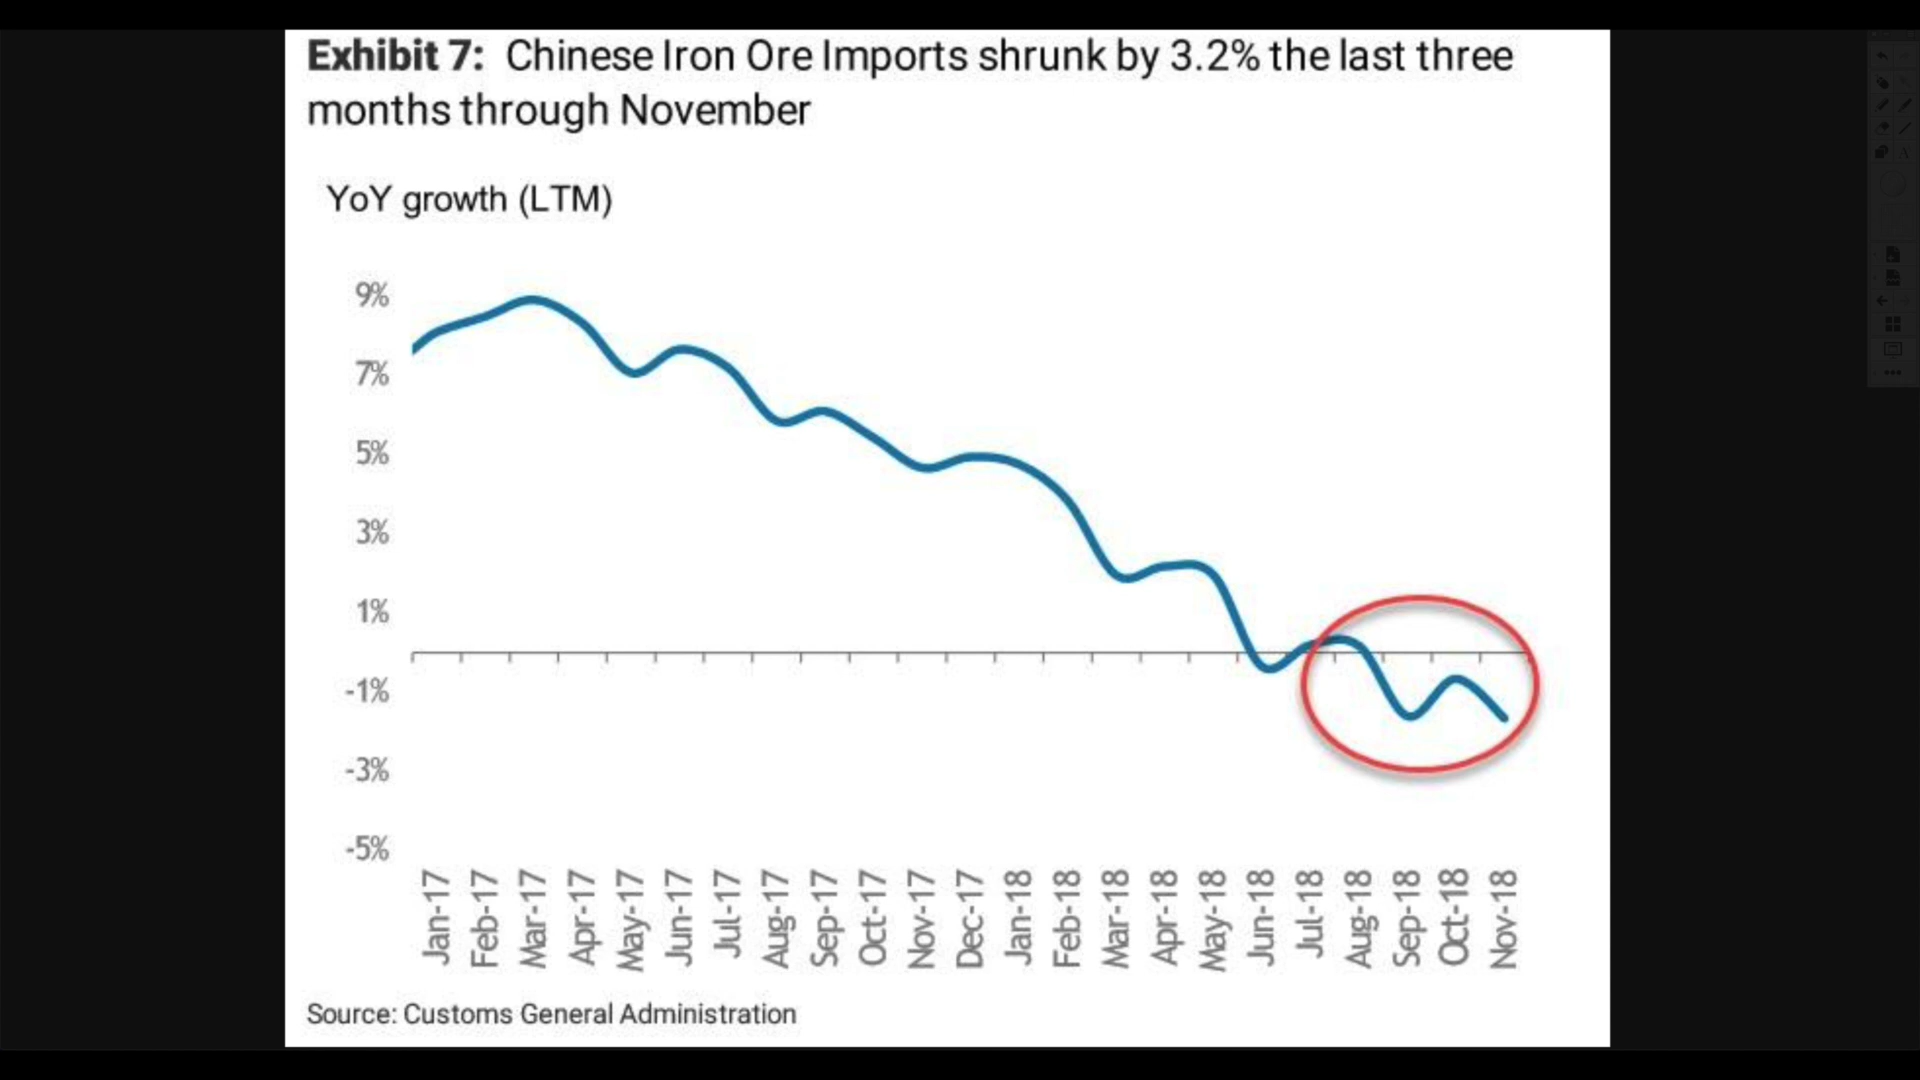 Exhibit 7: Chinese Iron Ore Imports shrunk by 3.2% the last three
months through November
YoY growth (LTM)
9%
7%
5%
3%
1%
-1%
-3%
-5%
Jan-17
Feb-17
Mar-17
Apr-17
May-17
Jun-17
Jul-17
Aug-17
Sep-17
Oct-17
Nov-17
Dec-17
Jan-18
Feb-18
Mar-18
Apr-18
May-18
Jun-18
Jul-18
Aug-18
Sep-18
Oct-18
Nov-18
Source: Customs General Administration